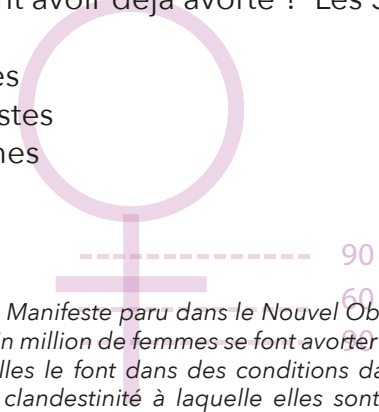 nt avoir déjà avorté ? Les
es
stes
nes
90
60
Manifeste paru dans le Nouvel Ob
n million de femmes se font avorter
lles le font dans des conditions da
clandestinité à laquelle elles sont